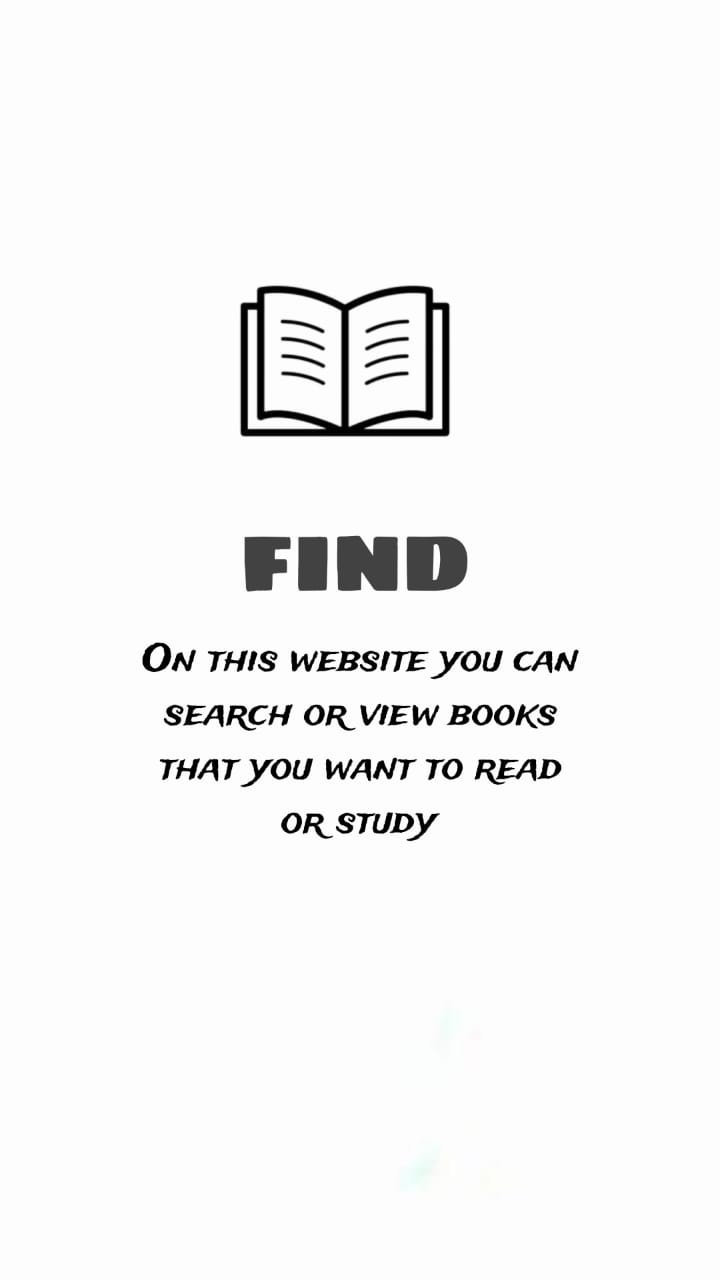 FIND
On this website you can
search or view books
that you want to read
or study